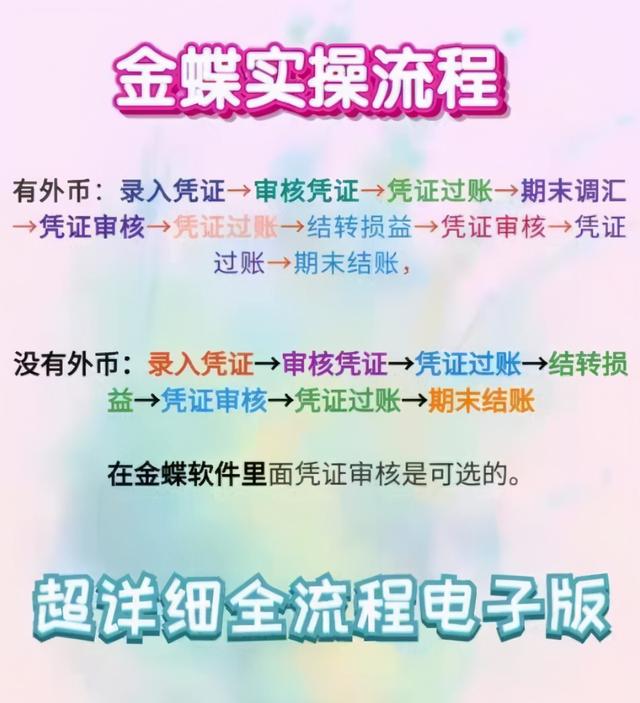 金蝶实操流程
有外币：录入凭证→审核凭证→凭证过账→期末调汇
→凭证审核→凭证过账→结转损益→凭证审核→凭证
过账→期末结账，
没有外币：录入凭证→审核凭证→凭证过账→结转损
益→凭证审核→凭证过账→期末结账
在金蝶软件里面凭证审核是可选的。
超详细全流程电子版